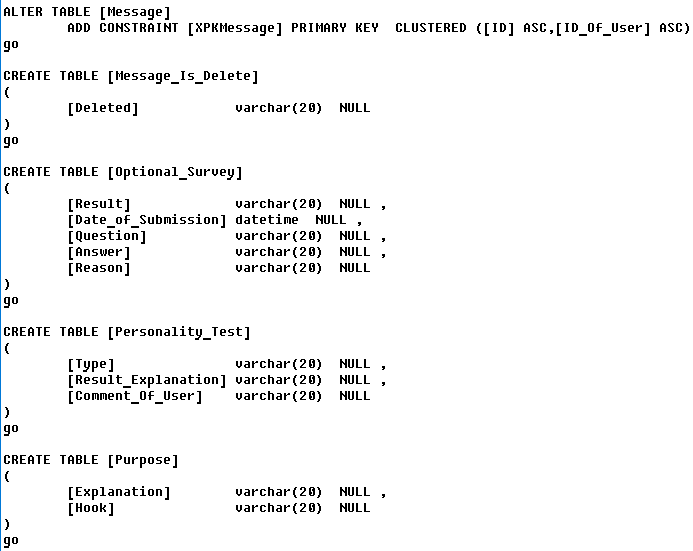 ALTER TABLE [Message]
        ADD CONSTRAINT [XPKMessage] PRIMARY KEY  CLUSTERED ([ID] ASC,[ID_Of_User] ASC)
go

CREATE TABLE [Message_Is_Delete]
(
        [Deleted]            varchar(20)  NULL
)
go

CREATE TABLE [Optional_Survey]
(
        [Result]             varchar(20)  NULL ,
        [Date_of_Submission] datetime  NULL ,
        [Question]           varchar(20)  NULL ,
        [Answer]             varchar(20)  NULL ,
        [Reason]             varchar(20)  NULL
)
go

CREATE TABLE [Personality_Test]
(
        [Type]               varchar(20)  NULL ,
        [Result_Explanation] varchar(20)  NULL ,
        [Comment_Of_User]    varchar(20)  NULL
)
go

CREATE TABLE [Purpose]
(
        [Explanation]        varchar(20)  NULL ,
        [Hook]               varchar(20)  NULL
)
go